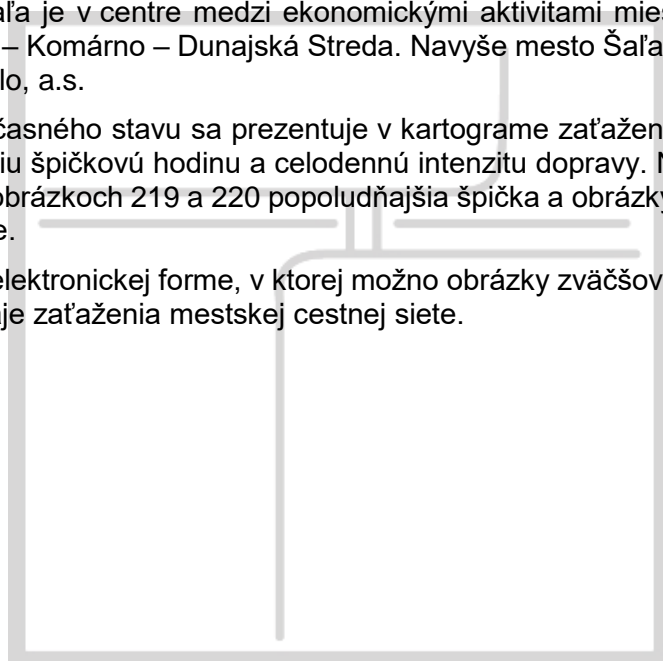 aľa je v centre medzi ekonomickými aktivitami mies
– Komárno – Dunajská Streda. Navyše mesto Šaľa
lo, a.s.
časného stavu sa prezentuje v kartograme zaťažen
iu špičkovú hodinu a celodennú intenzitu dopravy. N
obrázkoch 219 a 220 popoludňajšia špička a obrázky
e.
elektronickej forme, v ktorej možno obrázky zväčšov
je zaťaženia mestskej cestnej siete.